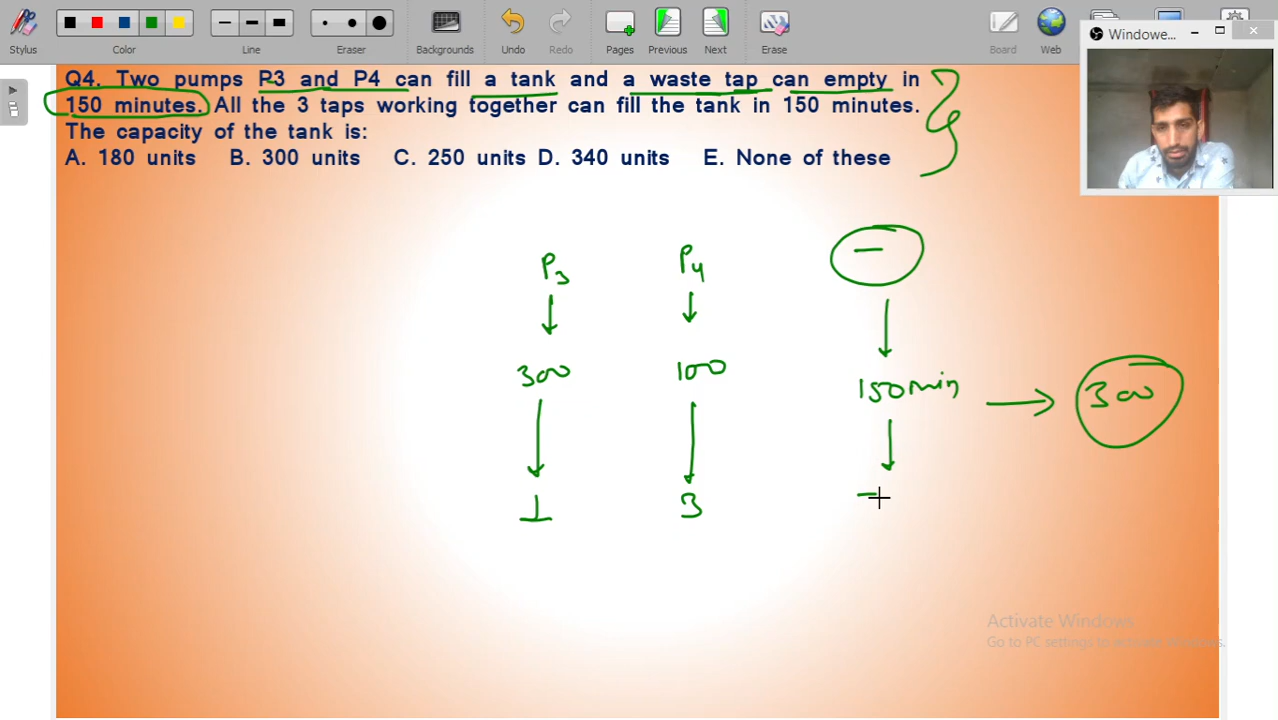 Stylus Color Line Eraser Backgrounds Undo Redo Pages Previous Next Erase Board Web
Windowe...
Q4. Two pumps P3 and P4 can fill a tank and a waste tap can empty in
150 minutes. All the 3 taps working together can fill the tank in 150 minutes.
The capacity of the tank is:
A. 180 units B. 300 units C. 250 units D. 340 units E. None of these
P3 P4 −
300 100 150min → 300
1 3 −
Activate Windows
Go to PC settings to activate Windows.